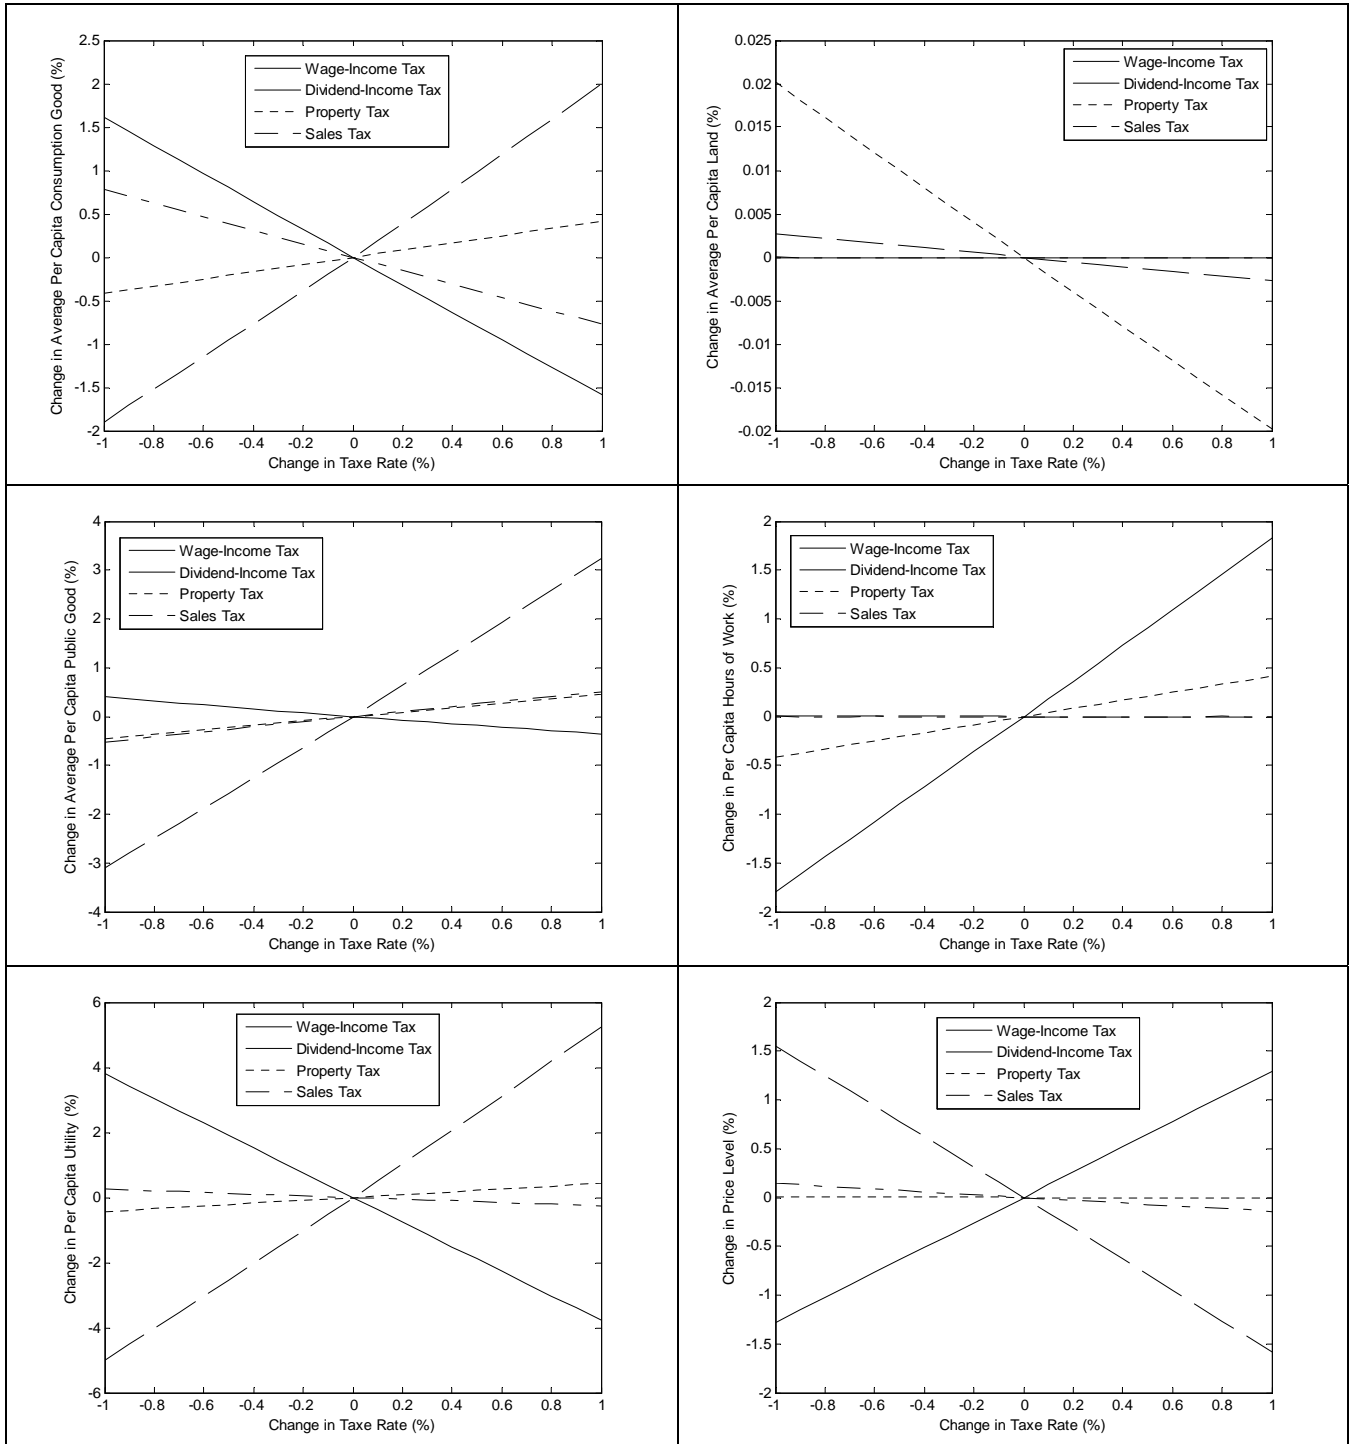 Change in Average Per Capita Consumption Good (%)
2.5
2
1.5
1
0.5
0
-0.5
-1
-1.5
-2
Wage-Income Tax
Dividend-Income Tax
Property Tax
Sales Tax
-1 -0.8 -0.6 -0.4 -0.2 0 0.2 0.4 0.6 0.8 1
Change in Taxe Rate (%)
Change in Average Per Capita Land (%)
0.025
0.02
0.015
0.01
0.005
0
-0.005
-0.01
-0.015
-0.02
Wage-Income Tax
Dividend-Income Tax
Property Tax
Sales Tax
-1 -0.8 -0.6 -0.4 -0.2 0 0.2 0.4 0.6 0.8 1
Change in Taxe Rate (%)
Change in Average Per Capita Public Good (%)
4
3
2
1
0
-1
-2
-3
-4
Wage-Income Tax
Dividend-Income Tax
Property Tax
Sales Tax
-1 -0.8 -0.6 -0.4 -0.2 0 0.2 0.4 0.6 0.8 1
Change in Taxe Rate (%)
Change in Per Capita Hours of Work (%)
2
1.5
1
0.5
0
-0.5
-1
-1.5
-2
Wage-Income Tax
Dividend-Income Tax
Property Tax
Sales Tax
-1 -0.8 -0.6 -0.4 -0.2 0 0.2 0.4 0.6 0.8 1
Change in Taxe Rate (%)
Change in Per Capita Utility (%)
6
4
2
0
-2
-4
-6
Wage-Income Tax
Dividend-Income Tax
Property Tax
Sales Tax
-1 -0.8 -0.6 -0.4 -0.2 0 0.2 0.4 0.6 0.8 1
Change in Taxe Rate (%)
Change in Price Level (%)
2
1.5
1
0.5
0
-0.5
-1
-1.5
-2
Wage-Income Tax
Dividend-Income Tax
Property Tax
Sales Tax
-1 -0.8 -0.6 -0.4 -0.2 0 0.2 0.4 0.6 0.8 1
Change in Taxe Rate (%)